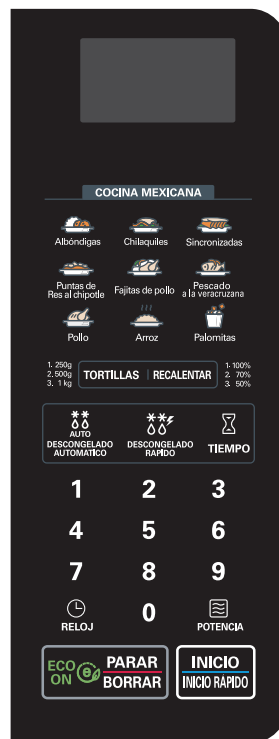 COCINA MEXICANA
Albóndigas Chilaquiles Sincronizadas
Puntas de
Res al chipotle
Fajitas de pollo
Pescado
a la veracruzana
Pollo Arroz Palomitas
1. 250g
2. 500g
3. 1 kg
TORTILLAS | RECALENTAR
1. 100%
2. 70%
3. 50%
AUTO
DESCONGELADO
AUTOMATICO
DESCONGELADO
RAPIDO
TIEMPO
1 2 3
4 5 6
7 8 9
RELOJ
0
POTENCIA
ECO
ON
e
PARAR
BORRAR
INICIO
INICIO RAPIDO